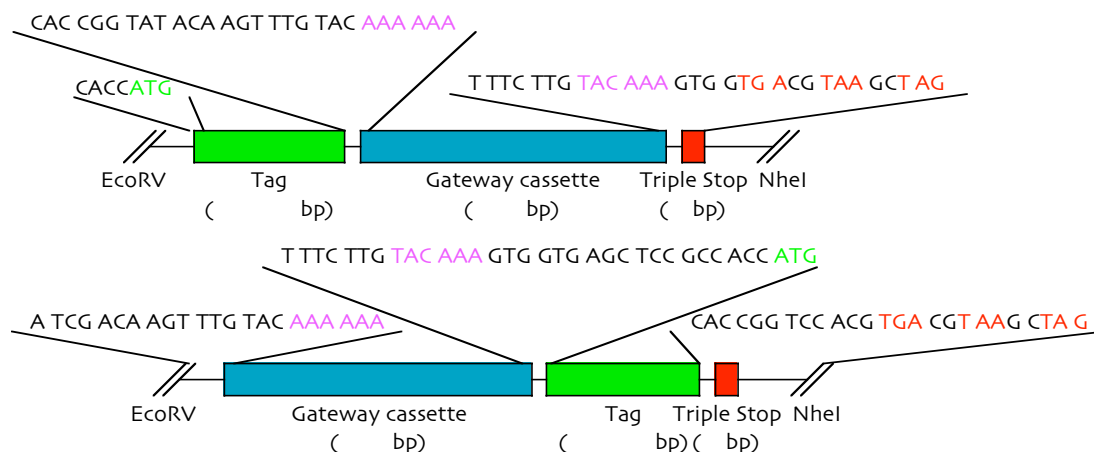 CAC CGG TAT ACA AGT TTG TAC AAA AAA
CACCATG
T TTC TTG TAC AAA GTG GTGA CG TAA GCT AG
EcoRV Tag Gateway cassette Triple Stop NheI
( bp) ( bp) ( bp)
T TTC TTG TAC AAA GTG GTG AGC TCC GCC ACC ATG
A TCG ACA AGT TTG TAC AAA AAA
CAC CGG TCC ACG TGA CGT AAG CTA G
EcoRV Gateway cassette Tag Triple Stop NheI
( bp) ( bp) ( bp)